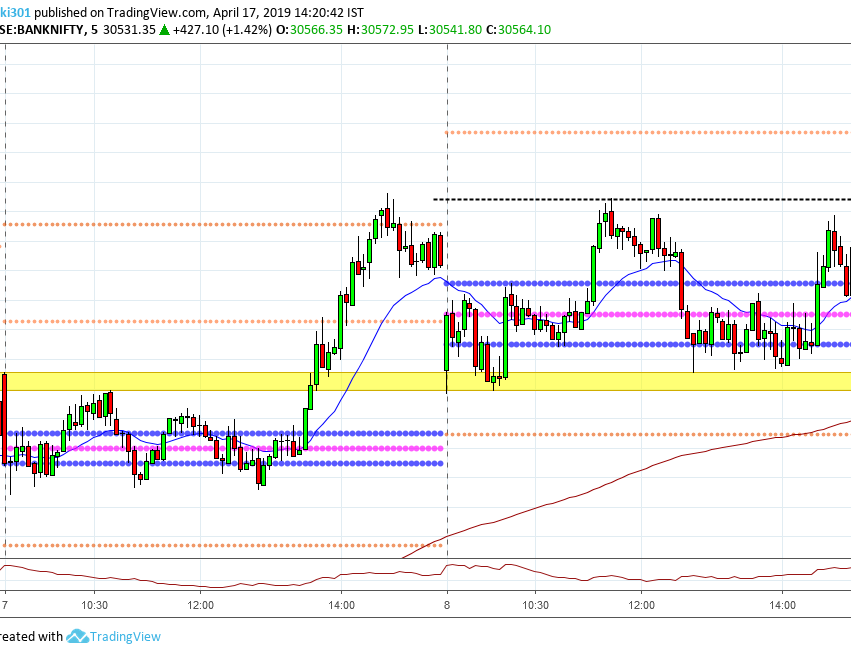 ki301 published on TradingView.com, April 17, 2019 14:20:42 IST
SE:BANKNIFTY, 5 30531.35 ▲ +427.10 (+1.42%) O:30566.35 H:30572.95 L:30541.80 C:30564.10
7 10:30 12:00 14:00 8 10:30 12:00 14:00
reated with TradingView